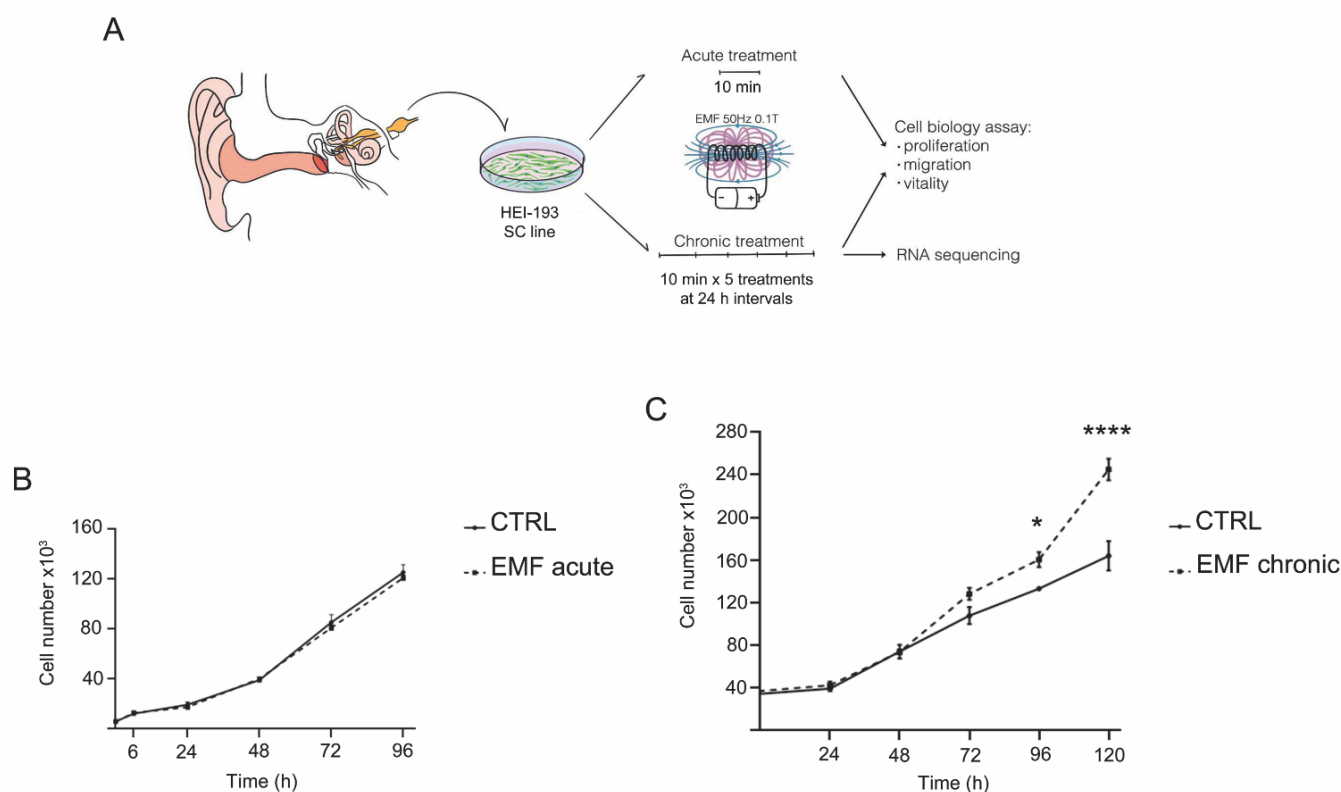 A
Acute treatment
10 min
EMF 50Hz 0.1T
- +
HEI-193
SC line
Chronic treatment
10 min x 5 treatments
at 24 h intervals
Cell biology assay:
· proliferation
· migration
· vitality
RNA sequencing
B
Cell number x10³
160
120
80
40
6 24 48 72 96
Time (h)
CTRL
EMF acute
C
Cell number x10³
280
240
200
160
120
80
40
* ****
24 48 72 96 120
Time (h)
CTRL
EMF chronic